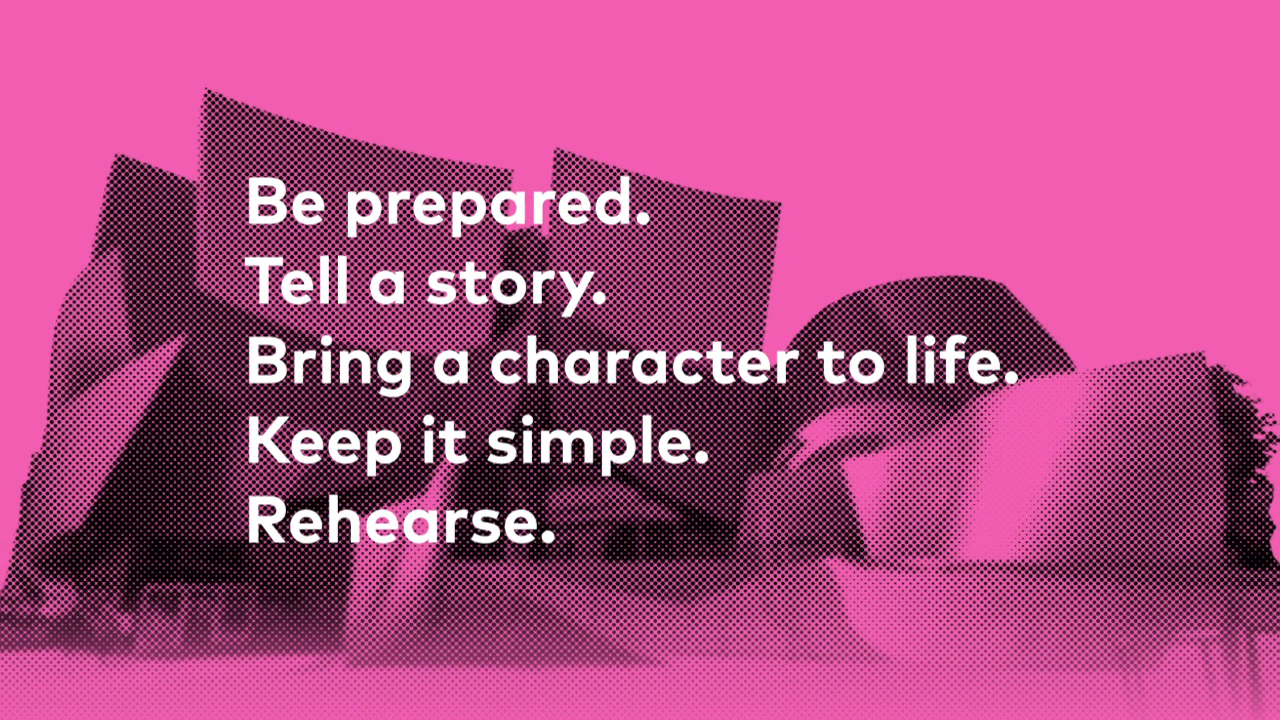 Be prepared.
Tell a story.
Bring a character to life.
Keep it simple.
Rehearse.